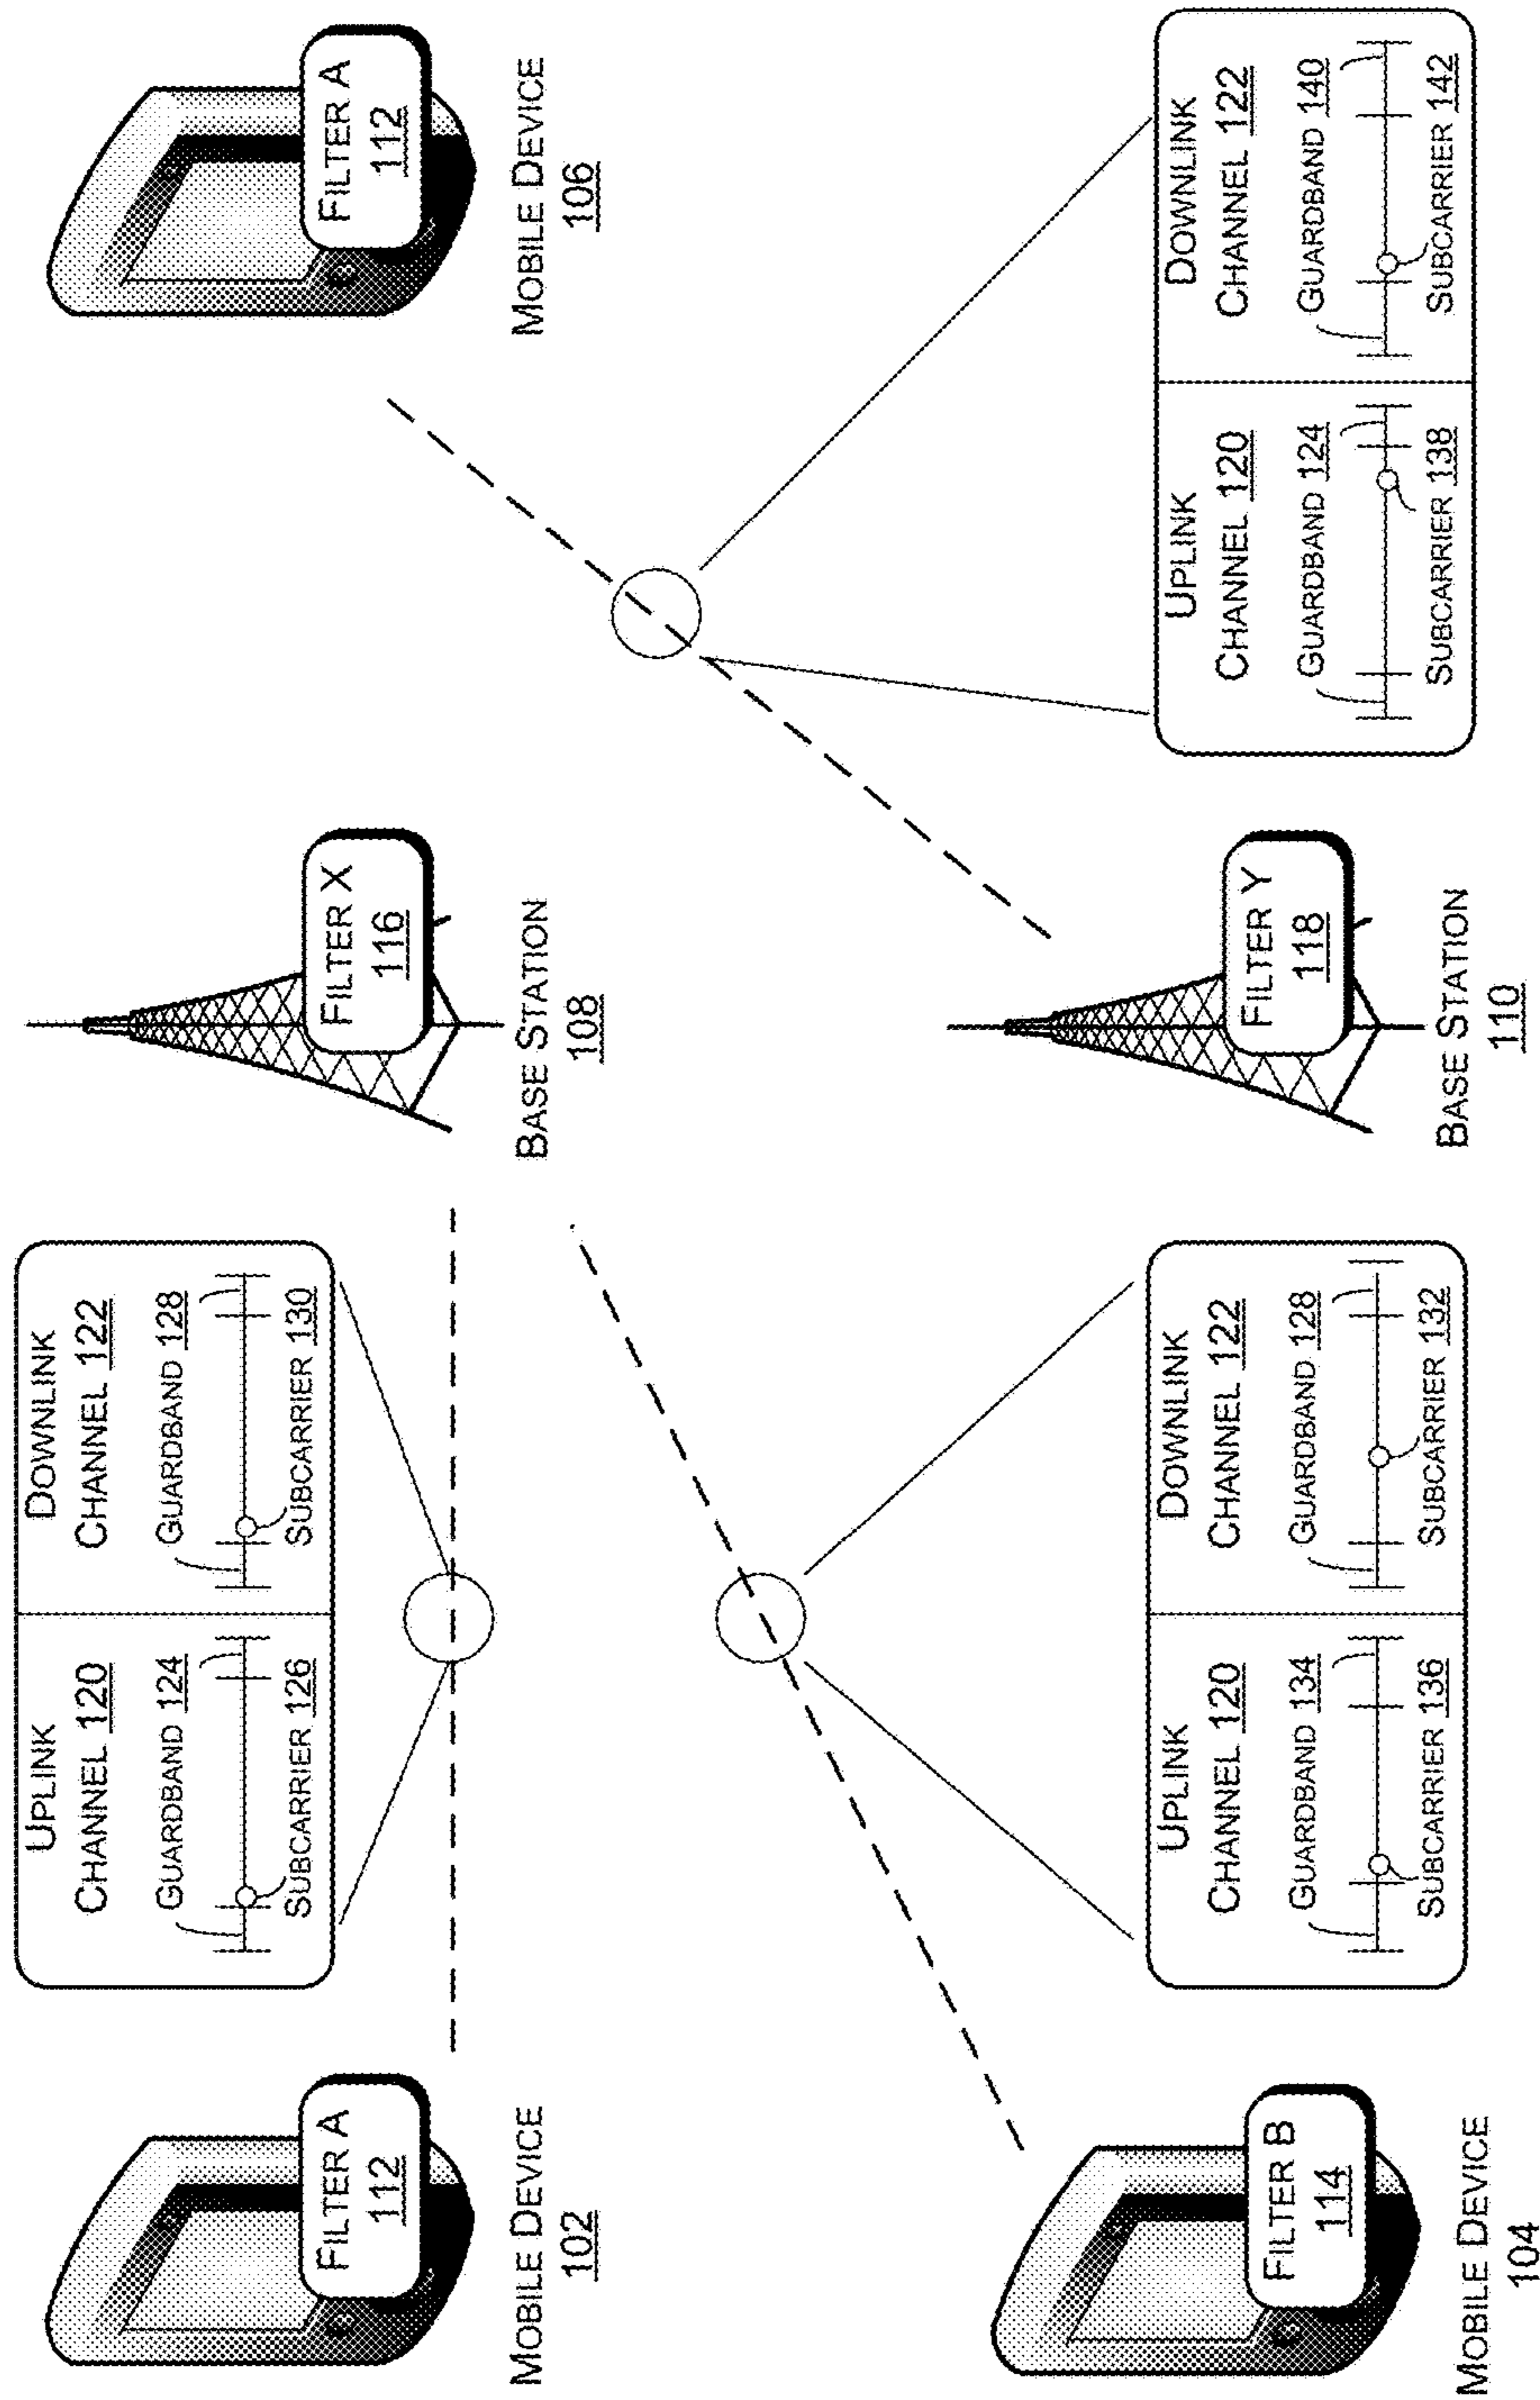 FILTER A
112
MOBILE DEVICE
102
UPLINK
CHANNEL 120
GUARDBAND 124
SUBCARRIER 126
DOWNLINK
CHANNEL 122
GUARDBAND 128
SUBCARRIER 130
FILTER X
116
BASE STATION
108
FILTER A
112
MOBILE DEVICE
106
FILTER B
114
MOBILE DEVICE
104
UPLINK
CHANNEL 120
GUARDBAND 134
SUBCARRIER 136
DOWNLINK
CHANNEL 122
GUARDBAND 128
SUBCARRIER 132
FILTER Y
118
BASE STATION
110
UPLINK
CHANNEL 120
GUARDBAND 124
SUBCARRIER 138
DOWNLINK
CHANNEL 122
GUARDBAND 140
SUBCARRIER 142